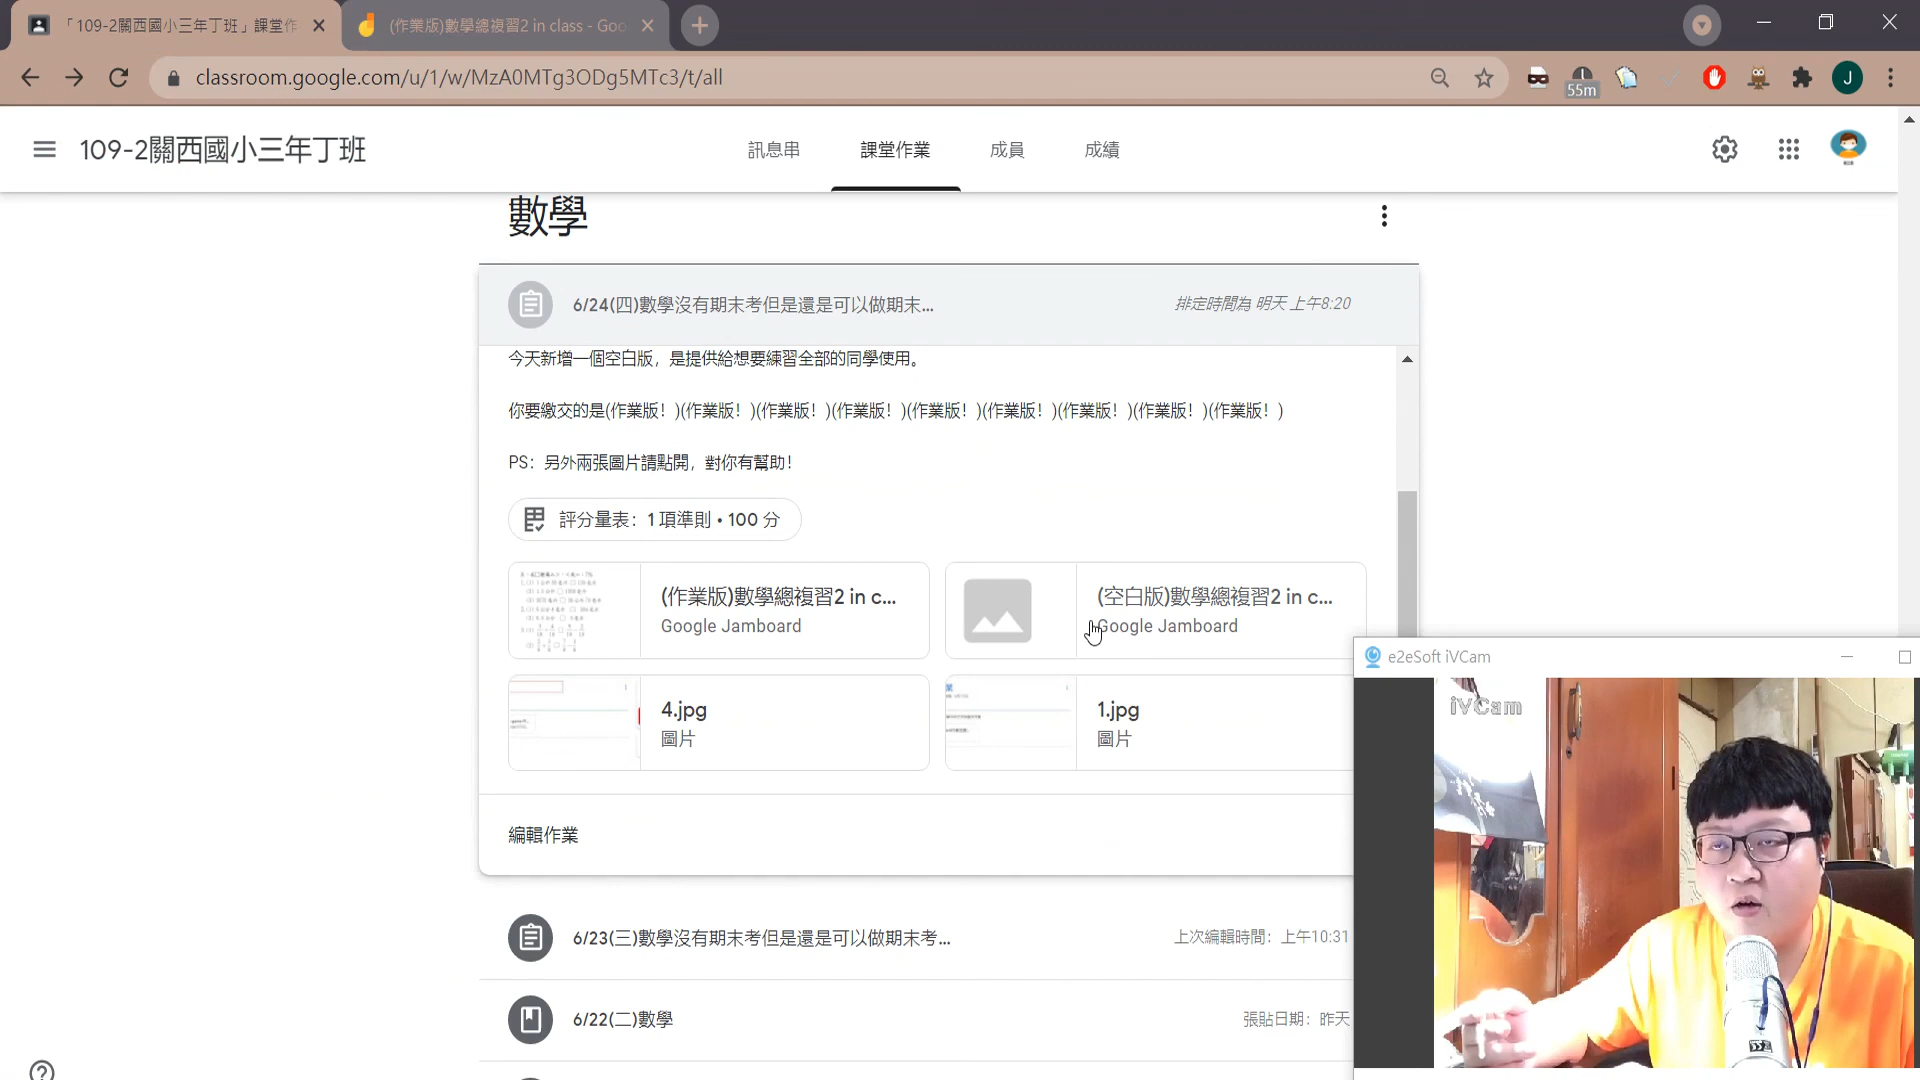 「109-2關西國小三年丁班」課堂作
(作業版)數學總複習2 in class - Goo
classroom.google.com/u/1/w/MzA0MTg3ODg5MTc3/t/all
55m
J
109-2關西國小三年丁班
訊息串
課堂作業
成員
成績
數學
6/24(四)數學沒有期末考但是還是可以做期末...
排定時間為 明天 上午8:20
今天新增一個空白版，是提供給想要練習全部的同學使用。
你要繳交的是(作業版！)(作業版！)(作業版！)(作業版！)(作業版！)(作業版！)(作業版！)(作業版！)(作業版！)
PS：另外兩張圖片請點開，對你有幫助！
評分量表：1 項準則 • 100 分
(作業版)數學總複習2 in c...
Google Jamboard
(空白版)數學總複習2 in c...
Google Jamboard
4.jpg
圖片
1.jpg
圖片
編輯作業
e2eSoft iVCam
iVCam
6/23(三)數學沒有期末考但是還是可以做期末考...
上次編輯時間：上午10:31
6/22(二)數學
張貼日期：昨天